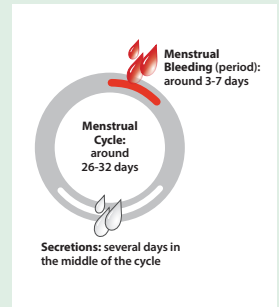 Menstrual
Bleeding (period):
around 3-7 days
Menstrual
Cycle:
around
26-32 days
Secretions: several days in
the middle of the cycle